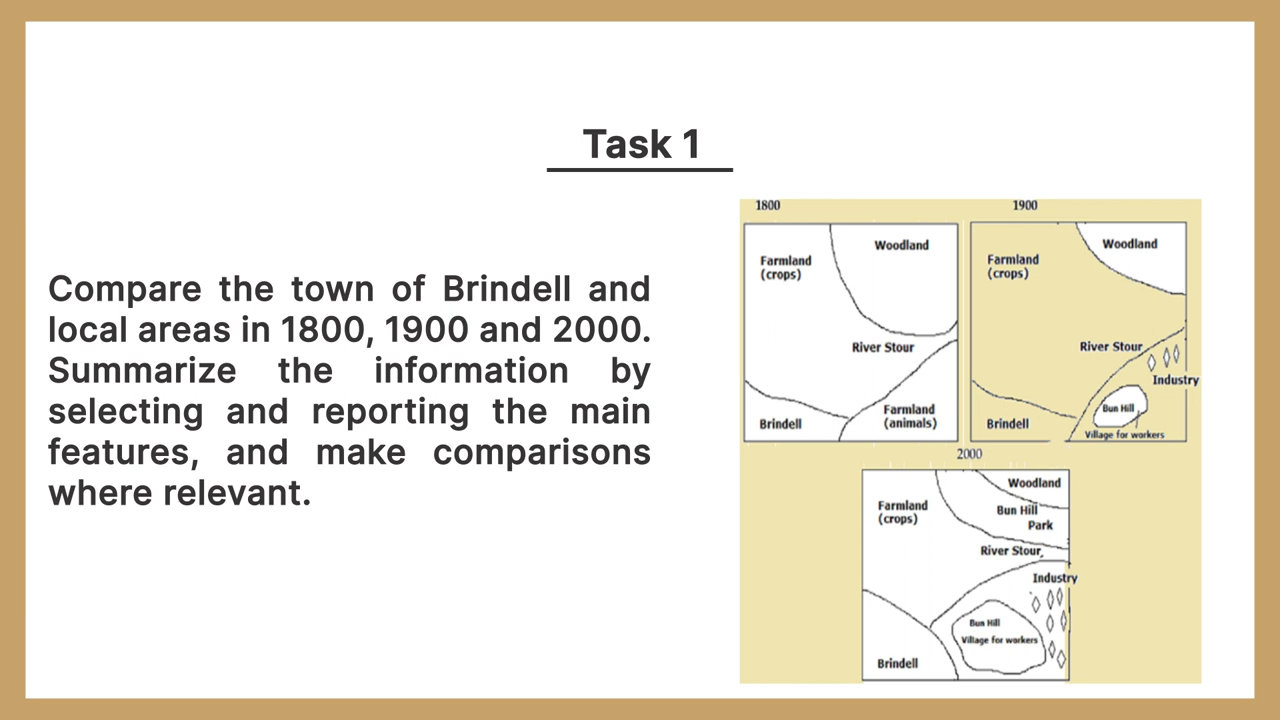 Task 1
Compare the town of Brindell and
local areas in 1800, 1900 and 2000.
Summarize the information by
selecting and reporting the main
features, and make comparisons
where relevant.
1800
Farmland
(crops)
Woodland
River Stour
Brindell
Farmland
(animals)
1900
Farmland
(crops)
Woodland
River Stour
Industry
Bun Hill
Brindell
Village for workers
2000
Farmland
(crops)
Woodland
Bun Hill
Park
River Stour
Industry
Bun Hill
Village for workers
Brindell